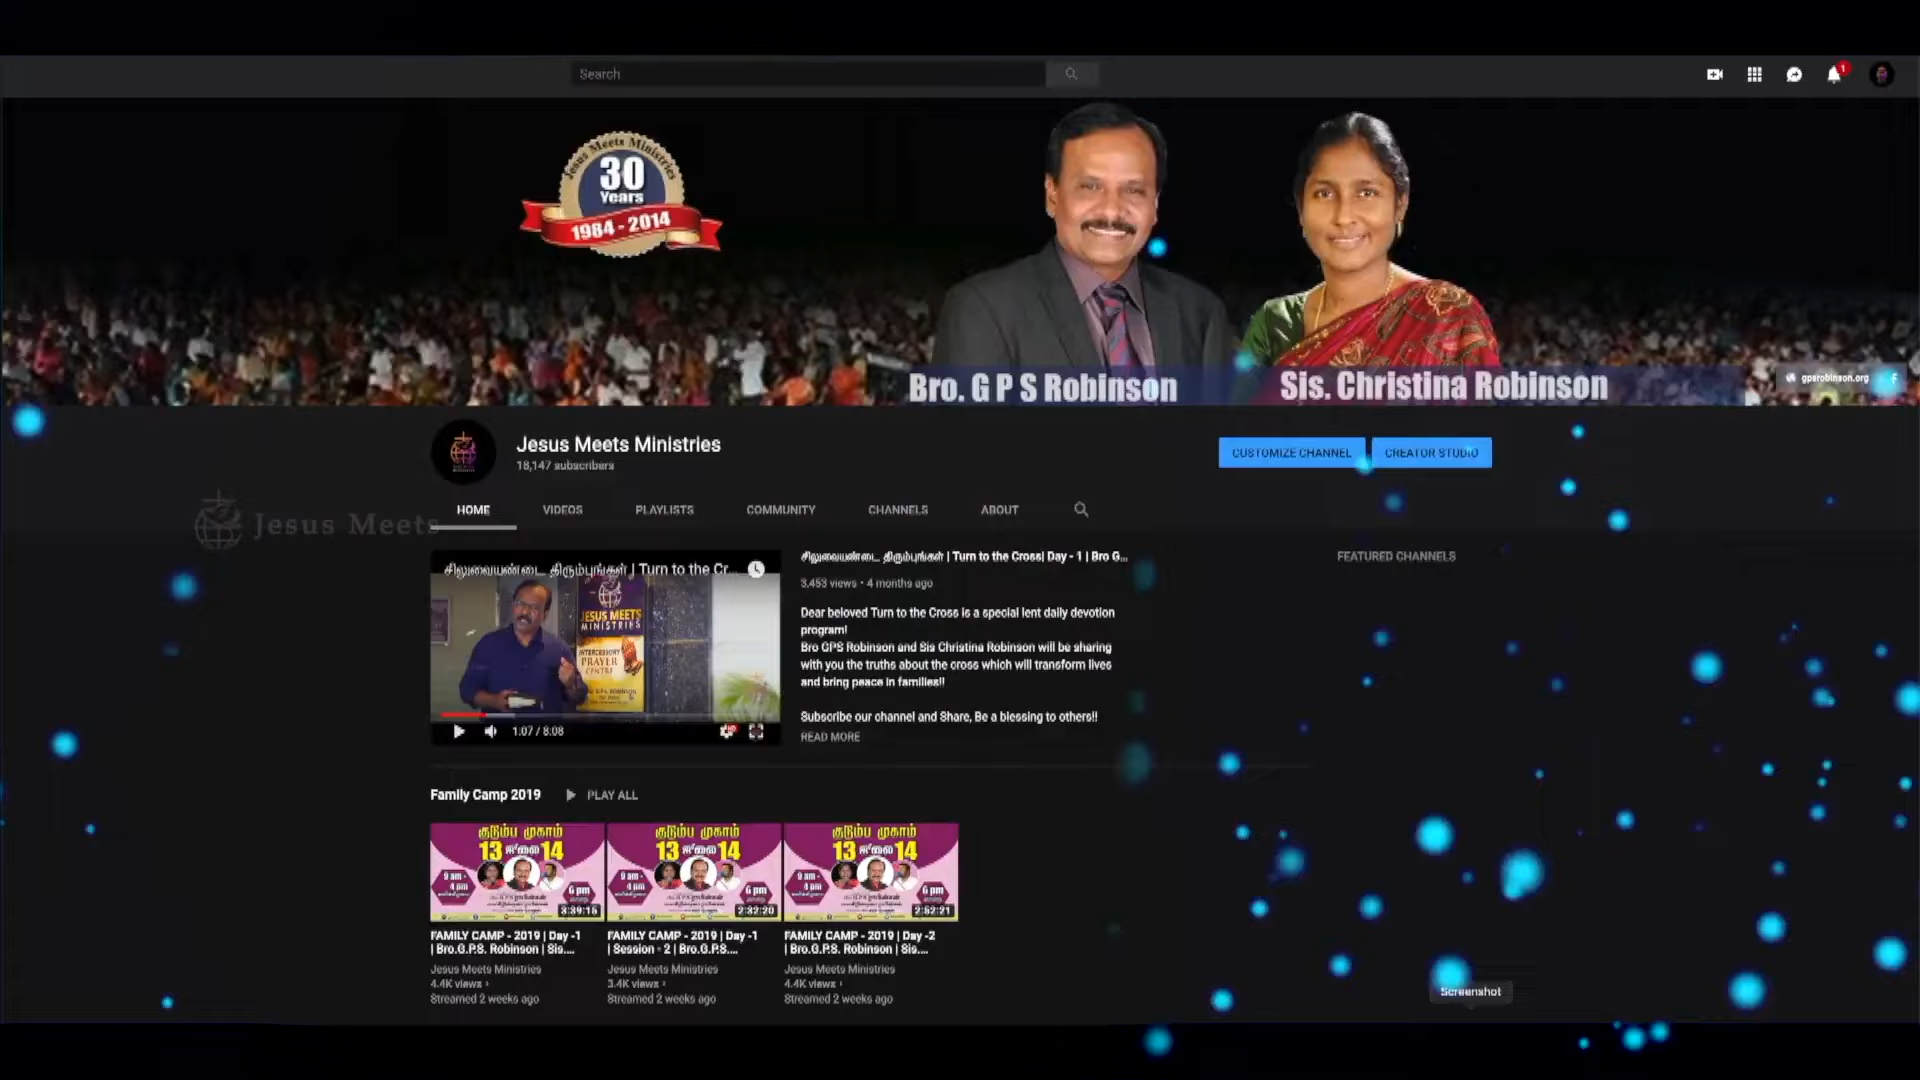 Search
1
Jesus Meets Ministries
30
Years
1984 - 2014
Bro. G P S Robinson
Sis. Christina Robinson
gpsrobinson.org
Jesus Meets Ministries
18,147 subscribers
CUSTOMIZE CHANNEL
CREATOR STUDIO
HOME
VIDEOS
PLAYLISTS
COMMUNITY
CHANNELS
ABOUT
Jesus Meets
சிலுவையண்டை திரும்புங்கள் | Turn to the Cr...
JESUS MEETS
MINISTRIES
INTERCESSORY
PRAYER
CENTRE
1:07 / 8:08
சிலுவையண்டை திரும்புங்கள் | Turn to the Cross| Day - 1 | Bro G...
3,453 views • 4 months ago
Dear beloved Turn to the Cross is a special lent daily devotion
program!
Bro GPS Robinson and Sis Christina Robinson will be sharing
with you the truths about the cross which will transform lives
and bring peace in families!!
Subscribe our channel and Share, Be a blessing to others!!
READ MORE
FEATURED CHANNELS
Family Camp 2019
PLAY ALL
குடும்ப முகாம்
13 ஜூலை 14
9 am -
4 pm
6 pm
3:39:15
குடும்ப முகாம்
13 ஜூலை 14
9 am -
4 pm
6 pm
2:32:20
குடும்ப முகாம்
13 ஜூலை 14
9 am -
4 pm
6 pm
2:52:21
FAMILY CAMP - 2019 | Day -1
| Bro.G.P.S. Robinson | Sis....
Jesus Meets Ministries
4.4K views •
Streamed 2 weeks ago
FAMILY CAMP - 2019 | Day -1
| Session - 2 | Bro.G.P.S....
Jesus Meets Ministries
3.4K views •
Streamed 2 weeks ago
FAMILY CAMP - 2019 | Day -2
| Bro.G.P.S. Robinson | Sis....
Jesus Meets Ministries
4.4K views •
Streamed 2 weeks ago
Screenshot